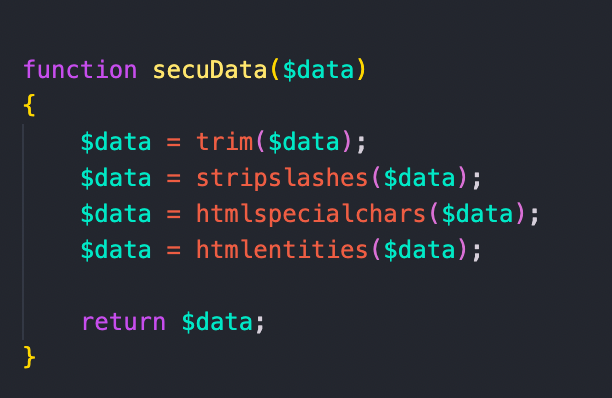 function secuData($data)
{
    $data = trim($data);
    $data = stripslashes($data);
    $data = htmlspecialchars($data);
    $data = htmlentities($data);

    return $data;
}